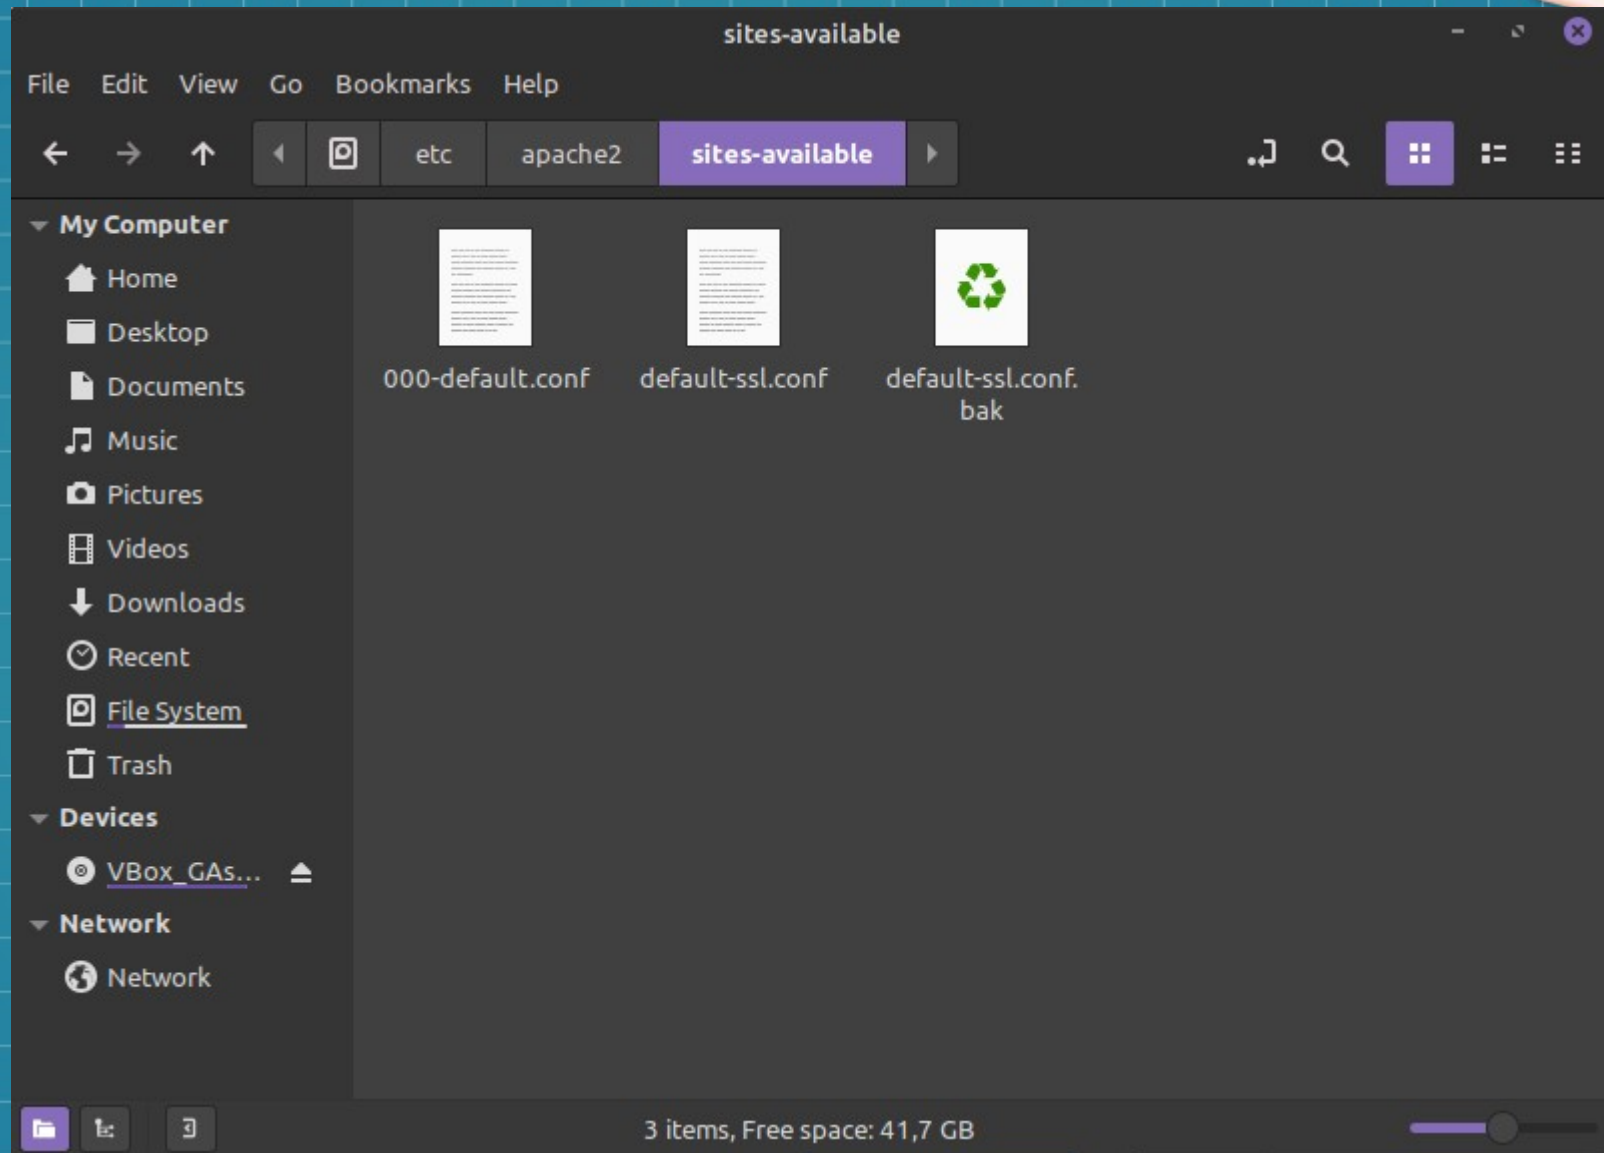 sites-available
File Edit View Go Bookmarks Help
etc apache2 sites-available
My Computer
Home
Desktop
Documents
Music
Pictures
Videos
Downloads
Recent
File System
Trash
Devices
VBox_GAs...
Network
Network
000-default.conf default-ssl.conf default-ssl.conf.
bak
3 items, Free space: 41,7 GB